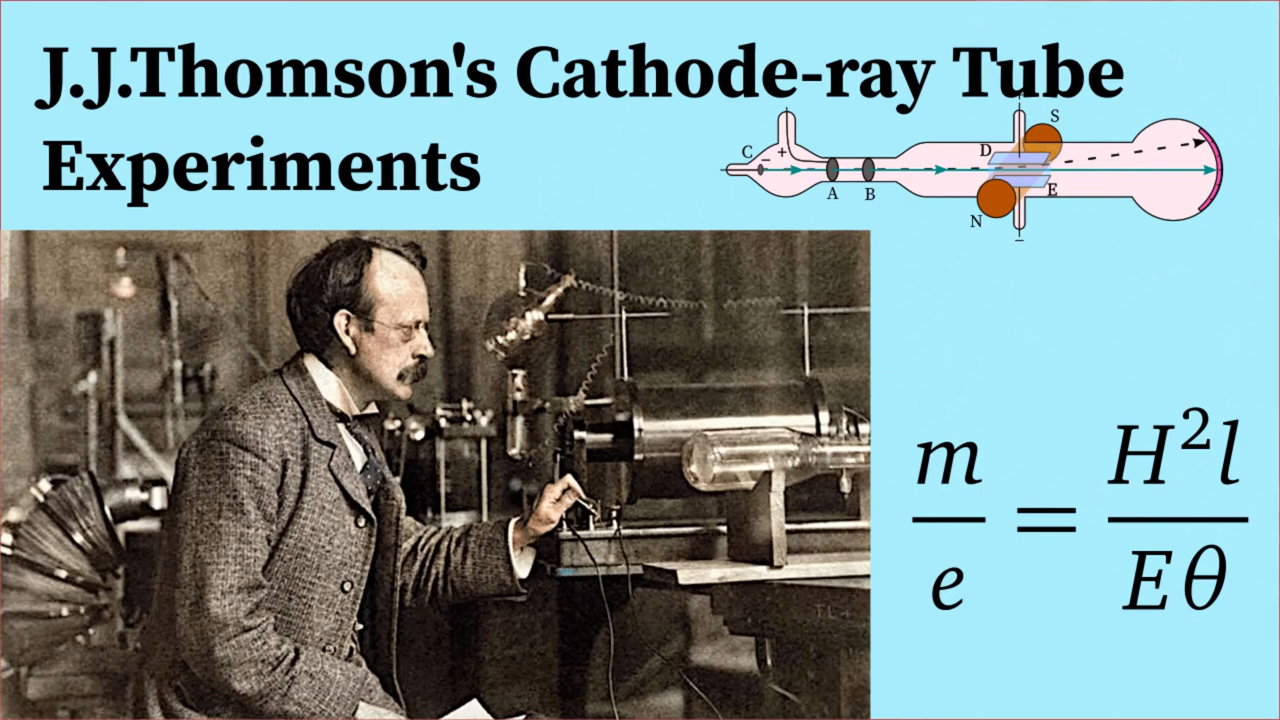 J.J.Thomson's Cathode-ray Tube
Experiments
S
C
−
+
D
A
B
E
N
−
m/e = H²l/Eθ